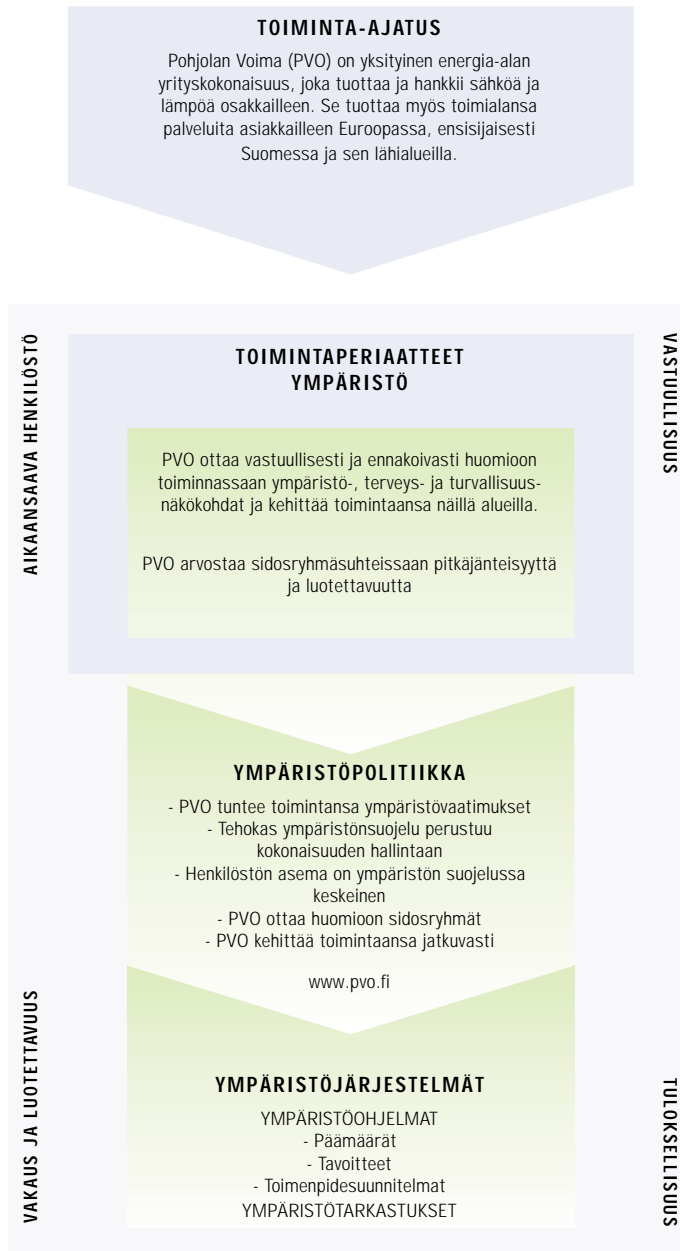 TOIMINTA-AJATUS
Pohjolan Voima (PVO) on yksityinen energia-alan
yrityskokonaisuus, joka tuottaa ja hankkii sähköä ja
lämpöä osakkailleen. Se tuottaa myös toimialansa
palveluita asiakkailleen Euroopassa, ensisijaisesti
Suomessa ja sen lähialueilla.
AIKAANSAAVA HENKILÖSTÖ
VASTUULLISUUS
TOIMINTAPERIAATTEET
YMPÄRISTÖ
PVO ottaa vastuullisesti ja ennakoivasti huomioon
toiminnassaan ympäristö-, terveys- ja turvallisuus-
näkökohdat ja kehittää toimintaansa näillä alueilla.
PVO arvostaa sidosryhmäsuhteissaan pitkäjänteisyyttä
ja luotettavuutta
YMPÄRISTÖPOLITIIKKA
- PVO tuntee toimintansa ympäristövaatimukset
- Tehokas ympäristönsuojelu perustuu
kokonaisuuden hallintaan
- Henkilöstön asema on ympäristön suojelussa
keskeinen
- PVO ottaa huomioon sidosryhmät
- PVO kehittää toimintaansa jatkuvasti
www.pvo.fi
VAKAUS JA LUOTETTAVUUS
TULOKSELLISUUS
YMPÄRISTÖJÄRJESTELMÄT
YMPÄRISTÖOHJELMAT
- Päämäärät
- Tavoitteet
- Toimenpidesuunnitelmat
YMPÄRISTÖTARKASTUKSET